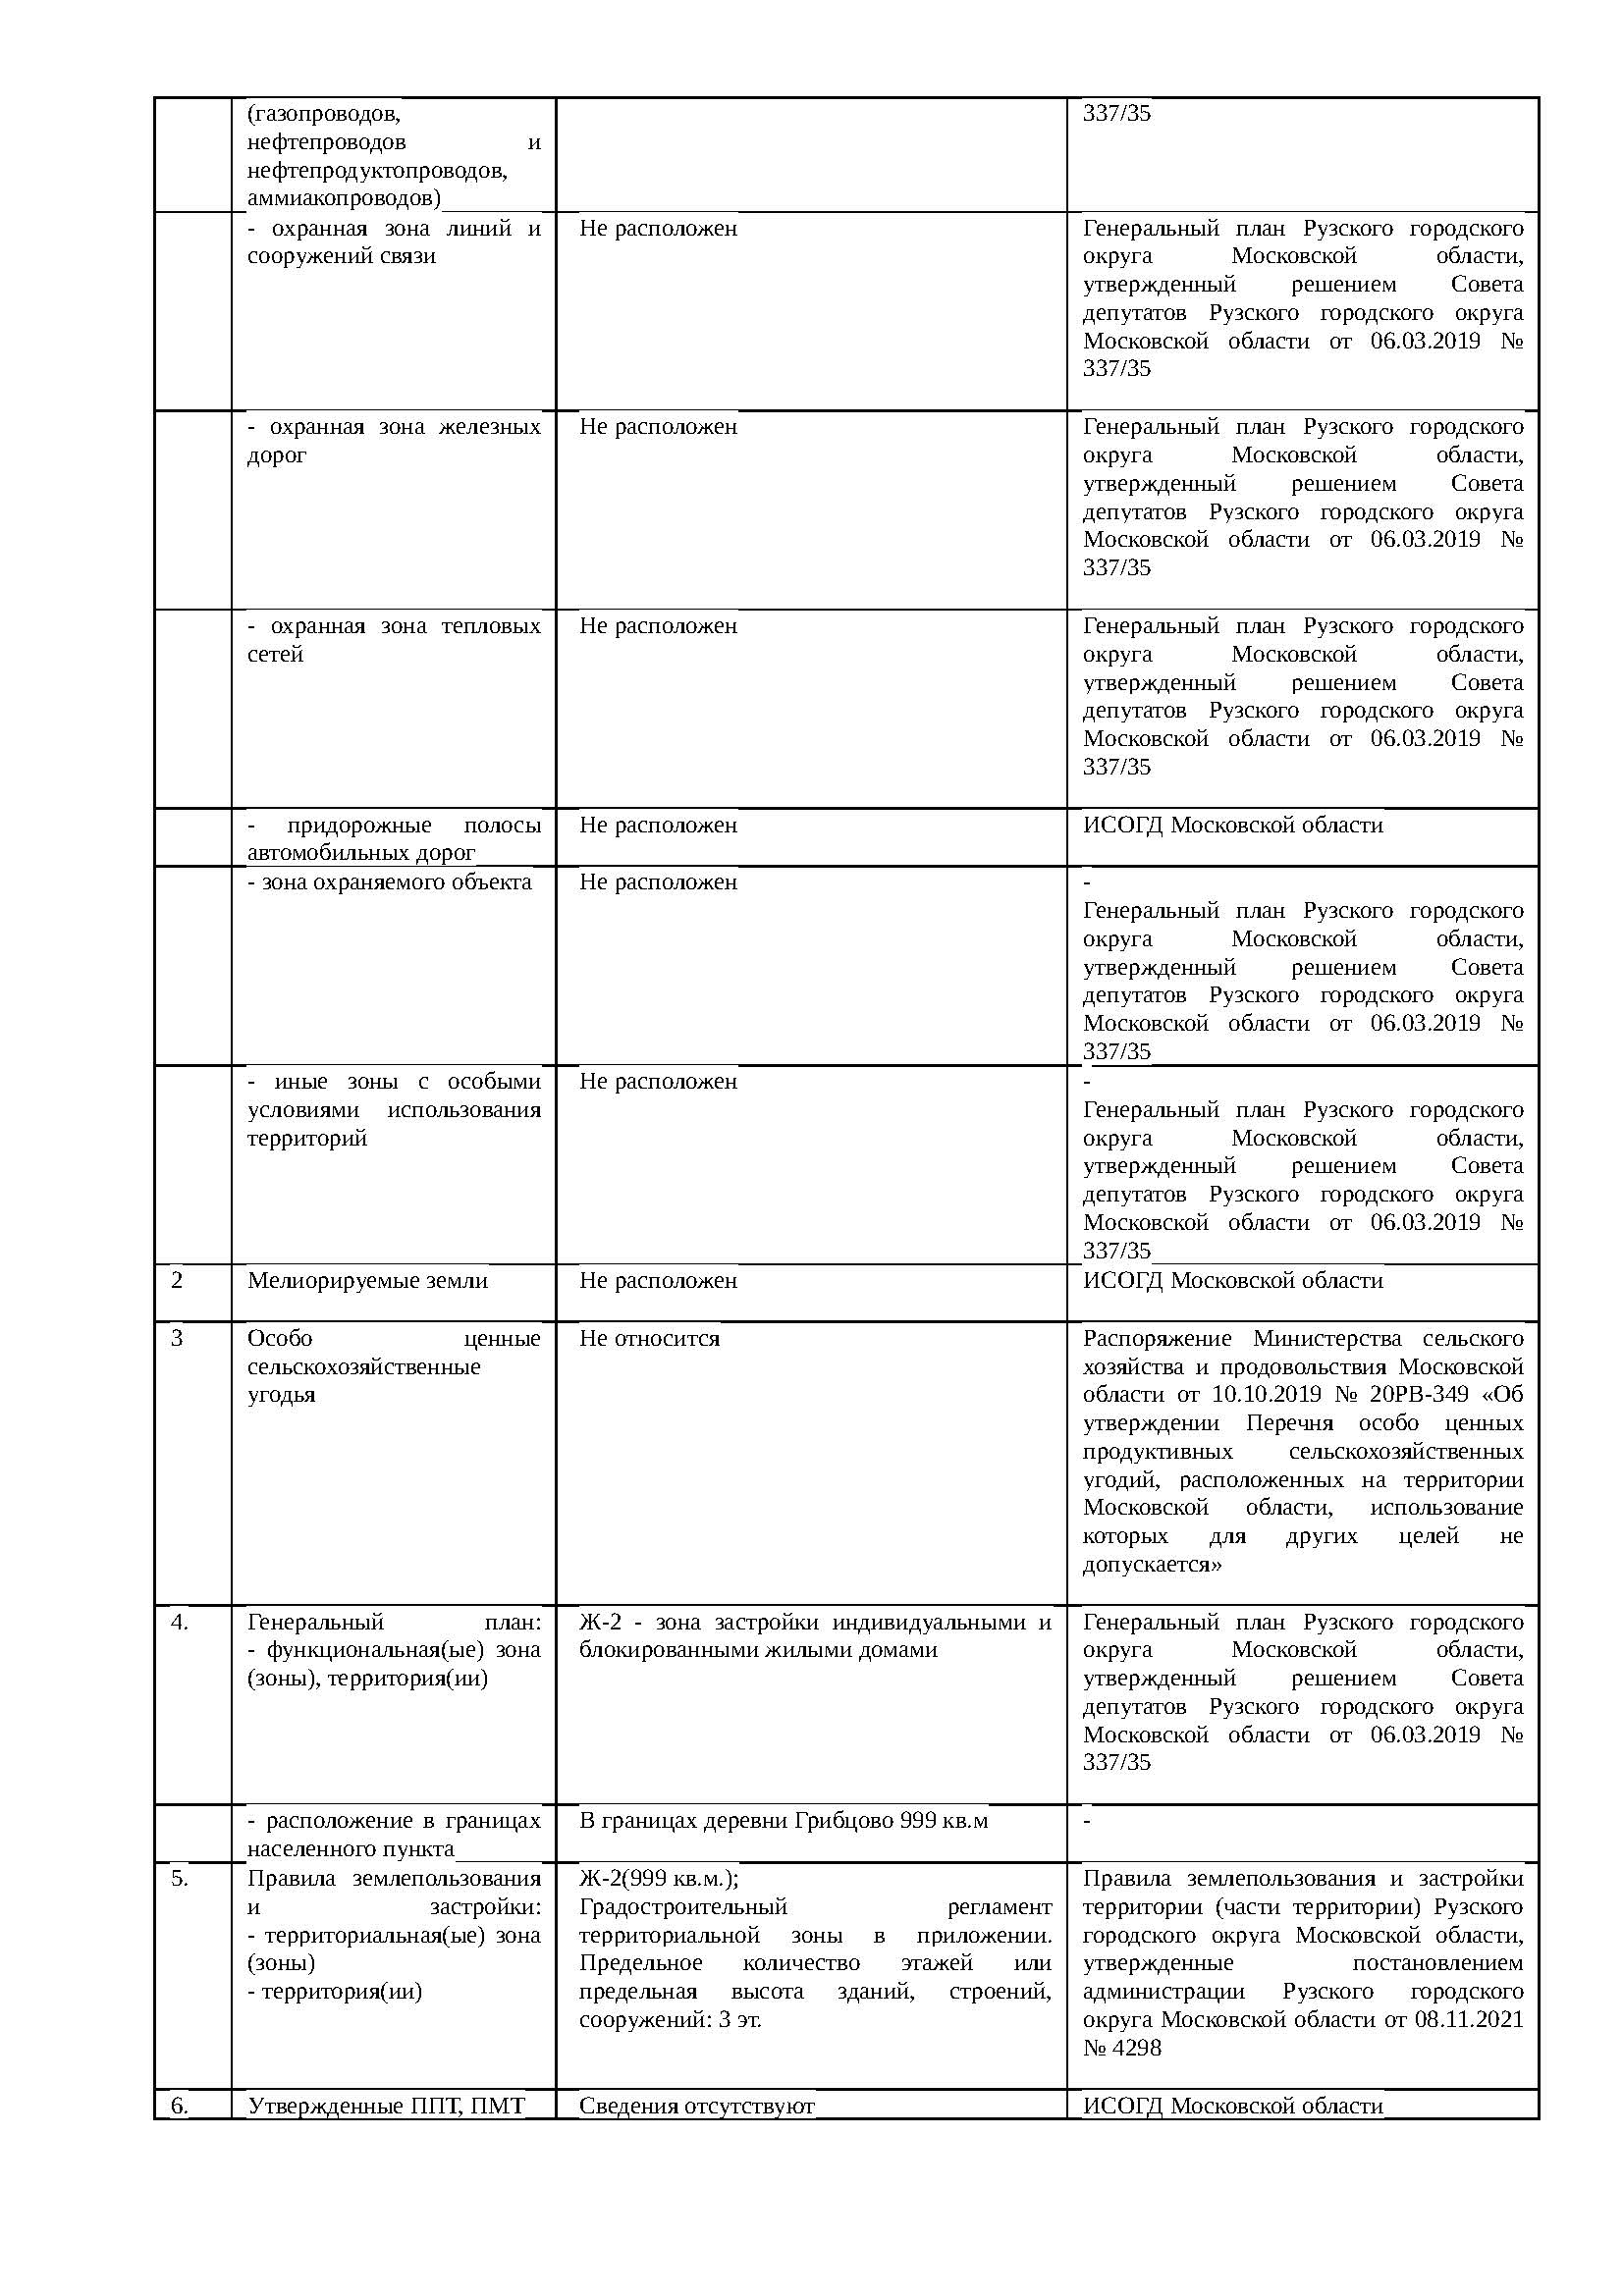 (газопроводов,
нефтепроводов и
нефтепродуктопроводов,
аммиакопроводов)
337/35
- охранная зона линий и
сооружений связи
Не расположен
Генеральный план Рузского городского
округа Московской области,
утвержденный решением Совета
депутатов Рузского городского округа
Московской области от 06.03.2019 №
337/35
- охранная зона железных
дорог
Не расположен
Генеральный план Рузского городского
округа Московской области,
утвержденный решением Совета
депутатов Рузского городского округа
Московской области от 06.03.2019 №
337/35
- охранная зона тепловых
сетей
Не расположен
Генеральный план Рузского городского
округа Московской области,
утвержденный решением Совета
депутатов Рузского городского округа
Московской области от 06.03.2019 №
337/35
- придорожные полосы
автомобильных дорог
Не расположен
ИСОГД Московской области
- зона охраняемого объекта
Не расположен
-
Генеральный план Рузского городского
округа Московской области,
утвержденный решением Совета
депутатов Рузского городского округа
Московской области от 06.03.2019 №
337/35
- иные зоны с особыми
условиями использования
территорий
Не расположен
-
Генеральный план Рузского городского
округа Московской области,
утвержденный решением Совета
депутатов Рузского городского округа
Московской области от 06.03.2019 №
337/35
2
Мелиорируемые земли
Не расположен
ИСОГД Московской области
3
Особо ценные
сельскохозяйственные
угодья
Не относится
Распоряжение Министерства сельского
хозяйства и продовольствия Московской
области от 10.10.2019 № 20РВ-349 «Об
утверждении Перечня особо ценных
продуктивных сельскохозяйственных
угодий, расположенных на территории
Московской области, использование
которых для других целей не
допускается»
4.
Генеральный план:
- функциональная(ые) зона
(зоны), территория(ии)
Ж-2 - зона застройки индивидуальными и
блокированными жилыми домами
Генеральный план Рузского городского
округа Московской области,
утвержденный решением Совета
депутатов Рузского городского округа
Московской области от 06.03.2019 №
337/35
- расположение в границах
населенного пункта
В границах деревни Грибцово 999 кв.м
-
5.
Правила землепользования
и застройки:
- территориальная(ые) зона
(зоны)
- территория(ии)
Ж-2(999 кв.м.);
Градостроительный регламент
территориальной зоны в приложении.
Предельное количество этажей или
предельная высота зданий, строений,
сооружений: 3 эт.
Правила землепользования и застройки
территории (части территории) Рузского
городского округа Московской области,
утвержденные постановлением
администрации Рузского городского
округа Московской области от 08.11.2021
№ 4298
6.
Утвержденные ППТ, ПМТ
Сведения отсутствуют
ИСОГД Московской области